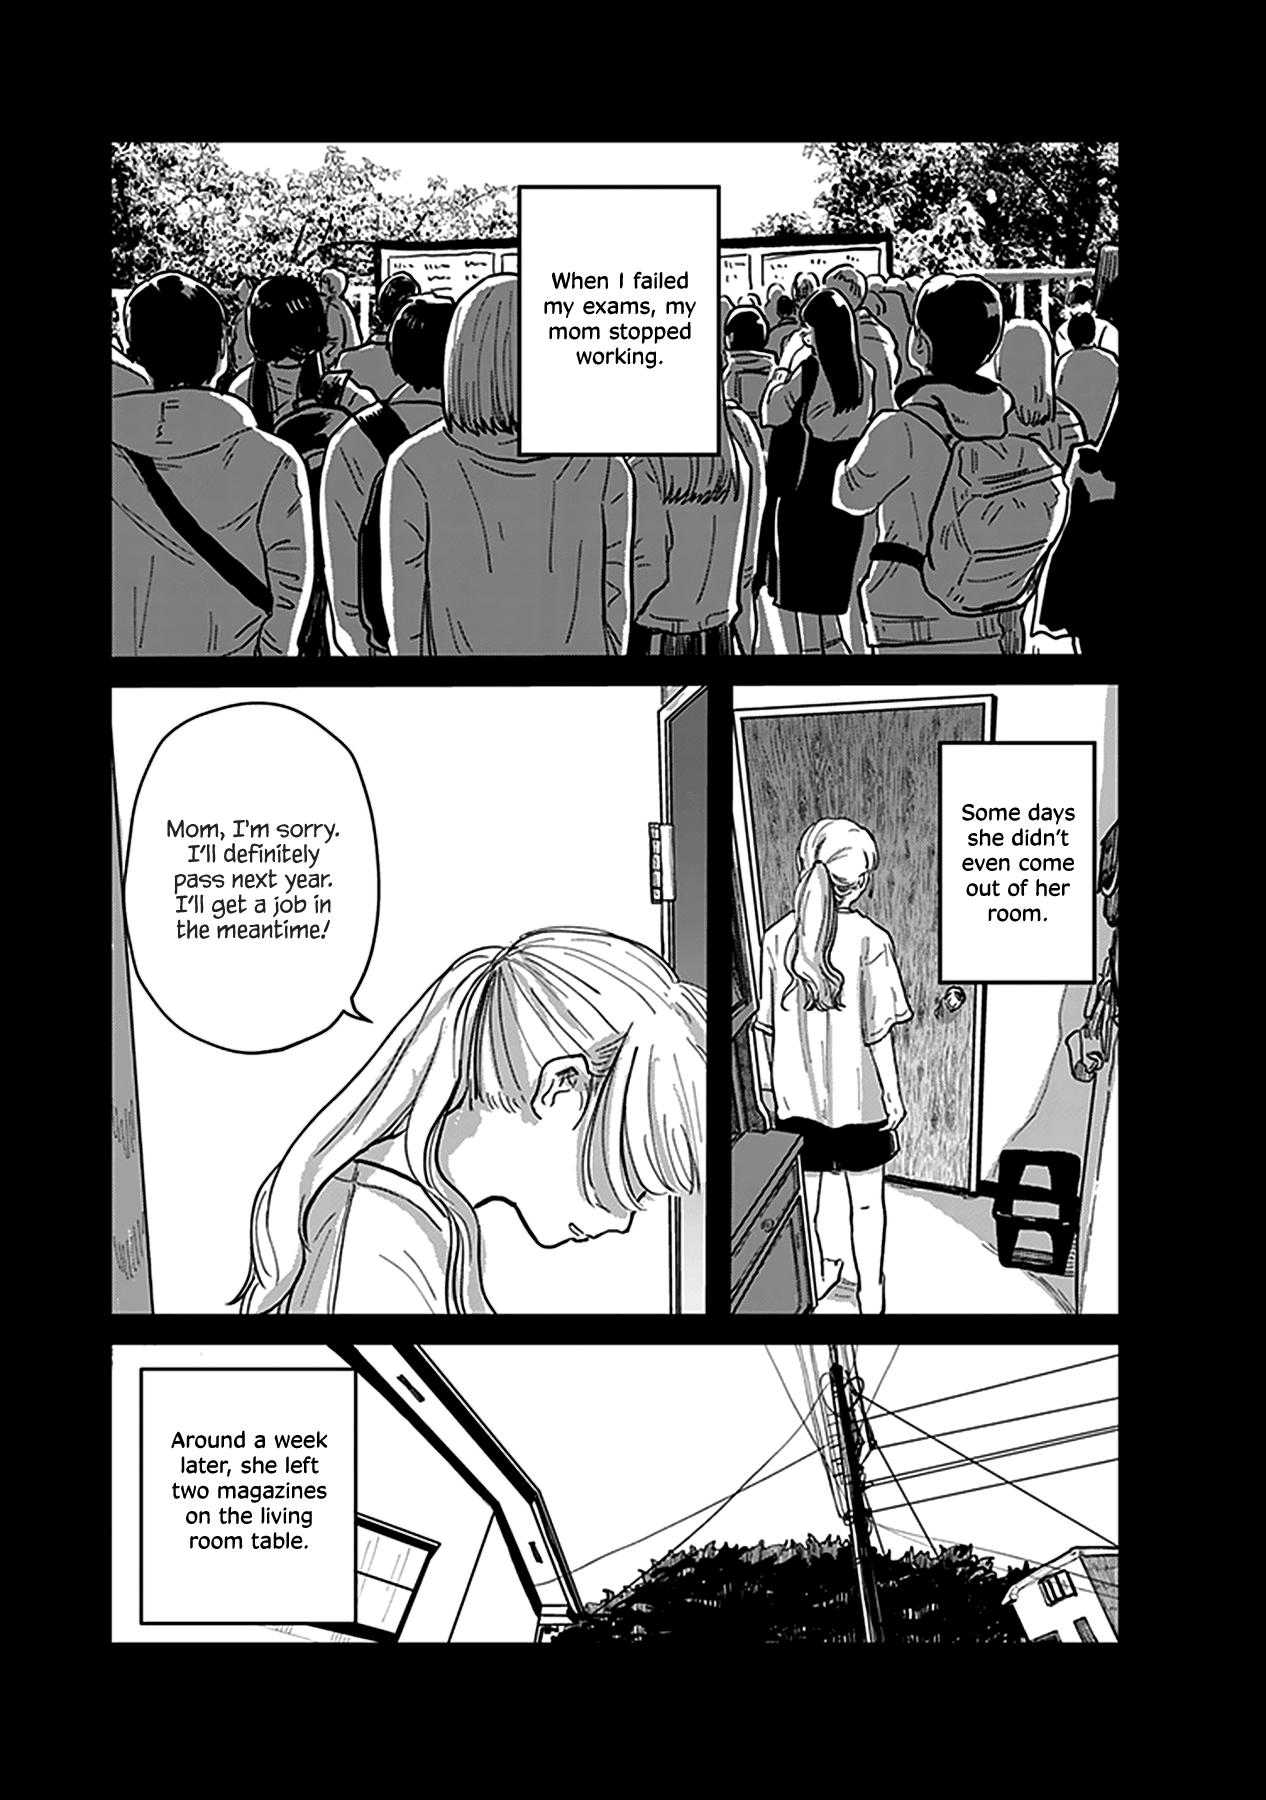 When I failed
my exams, my
mom stopped
working.
Some days
she didn't
even come
out of her
room.
Mom, I'm sorry.
I'll definitely
pass next year.
I'll get a job in
the meantime!
Around a week
later, she left
two magazines
on the living
room table.